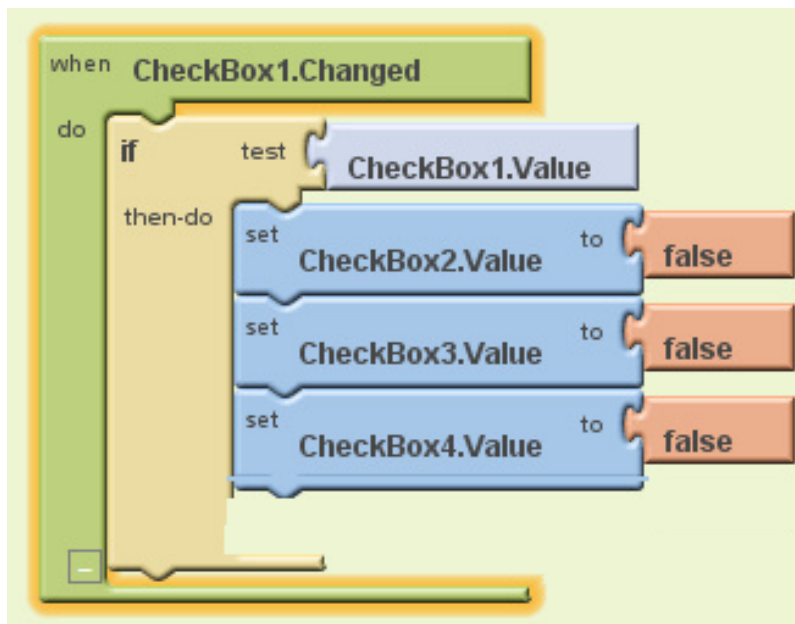 when CheckBox1.Changed
do if test CheckBox1.Value
then-do set CheckBox2.Value to false
set CheckBox3.Value to false
set CheckBox4.Value to false